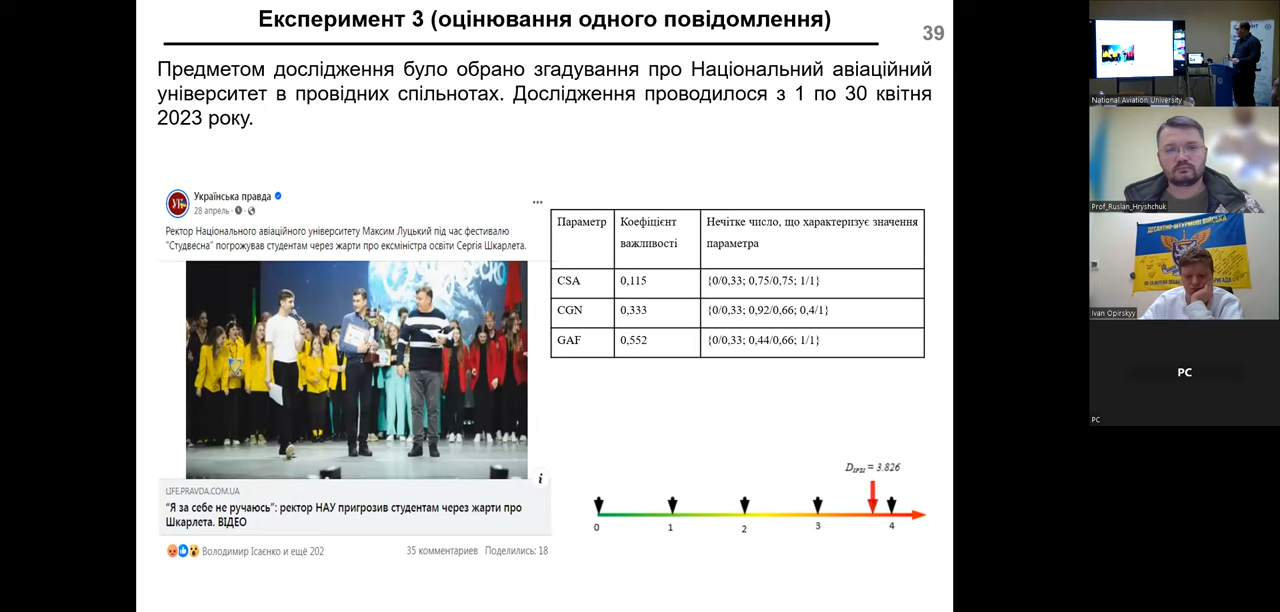 Експеримент 3 (оцінювання одного повідомлення)
39
Предметом дослідження було обрано згадування про Національний авіаційний
університет в провідних спільнотах. Дослідження проводилося з 1 по 30 квітня
2023 року.
Українська правда
28 апрель ·
Ректор Національного авіаційного університету Максим Луцький під час фестивалю
"Студвесна" погрожував студентам через жарти про ексміністра освіти Сергія Шкарлета.
LIFE.PRAVDA.COM.UA
“Я за себе не ручаюсь”: ректор НАУ пригрозив студентам через жарти про
Шкарлета. ВІДЕО
Володимир Ісаєнко и ещё 202
35 комментариев Поделились: 18
Параметр Коефіцієнт важливості Нечітке число, що характеризує значення параметра
CSA 0,115 {0/0,33; 0,75/0,75; 1/1}
CGN 0,333 {0/0,33; 0,92/0,66; 0,4/1}
GAF 0,552 {0/0,33; 0,44/0,66; 1/1}
= 3.826
0 1 2 3 4
National Aviation University
Prof_Ruslan_Hryshchuk
ДЕСАНТНО-ШТУРМОВІ ВІЙСЬКА
Ivan Opirskyy
PC
PC